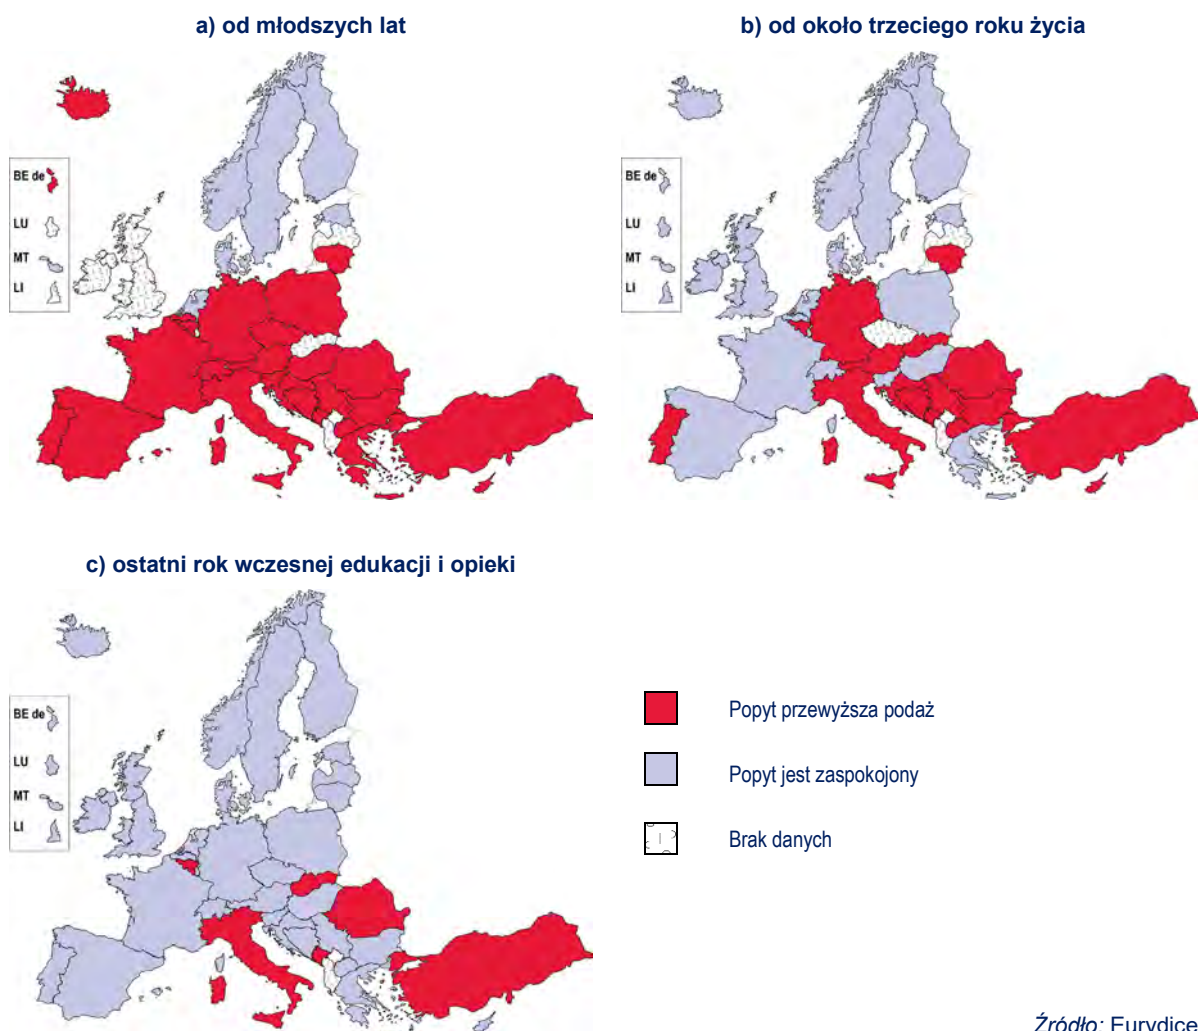 a) od młodszych lat
b) od około trzeciego roku życia
BE de
LU
MT
LI
BE de
LU
MT
LI
c) ostatni rok wczesnej edukacji i opieki
BE de
LU
MT
LI
Popyt przewyższa podaż
Popyt jest zaspokojony
Brak danych
Źródło: Eurydice